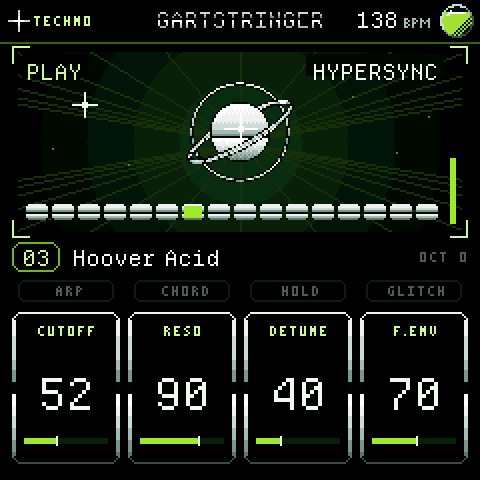 TECHNO GARTSTRINGER 138 BPM
PLAY HYPERSYNC
03 Hoover Acid OCT 0
ARP CHORD HOLD GLITCH
CUTOFF RESO DETUNE F.ENV
52 90 40 70